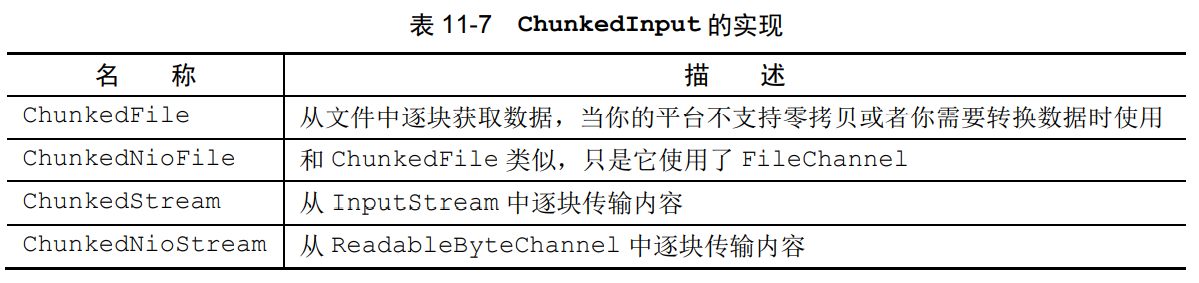 表 11-7 ChunkedInput 的实现
名 称 描 述
ChunkedFile 从文件中逐块获取数据，当你的平台不支持零拷贝或者你需要转换数据时使用
ChunkedNioFile 和 ChunkedFile 类似，只是它使用了 FileChannel
ChunkedStream 从 InputStream 中逐块传输内容
ChunkedNioStream 从 ReadableByteChannel 中逐块传输内容